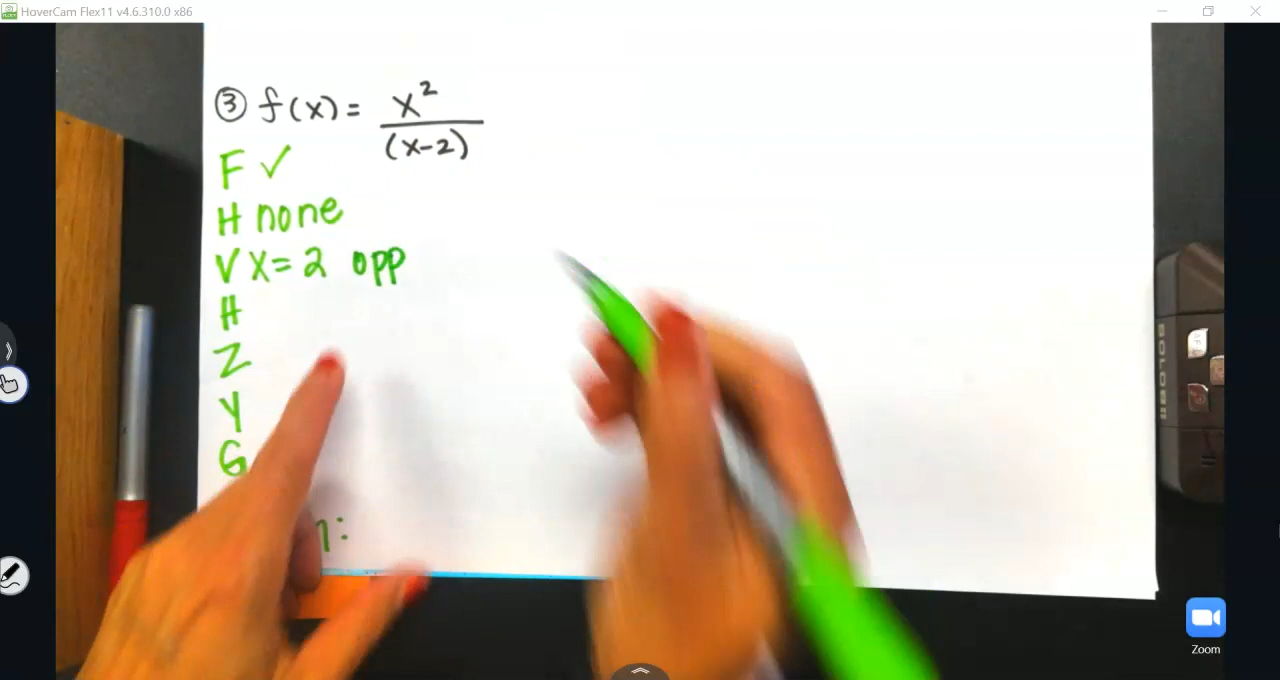 HoverCam Flex11 v4.6.310.0 x86
③ f(x) = x² / (x-2)
F ✓
H none
V x = 2 opp
H
Z
Y
G
Zoom